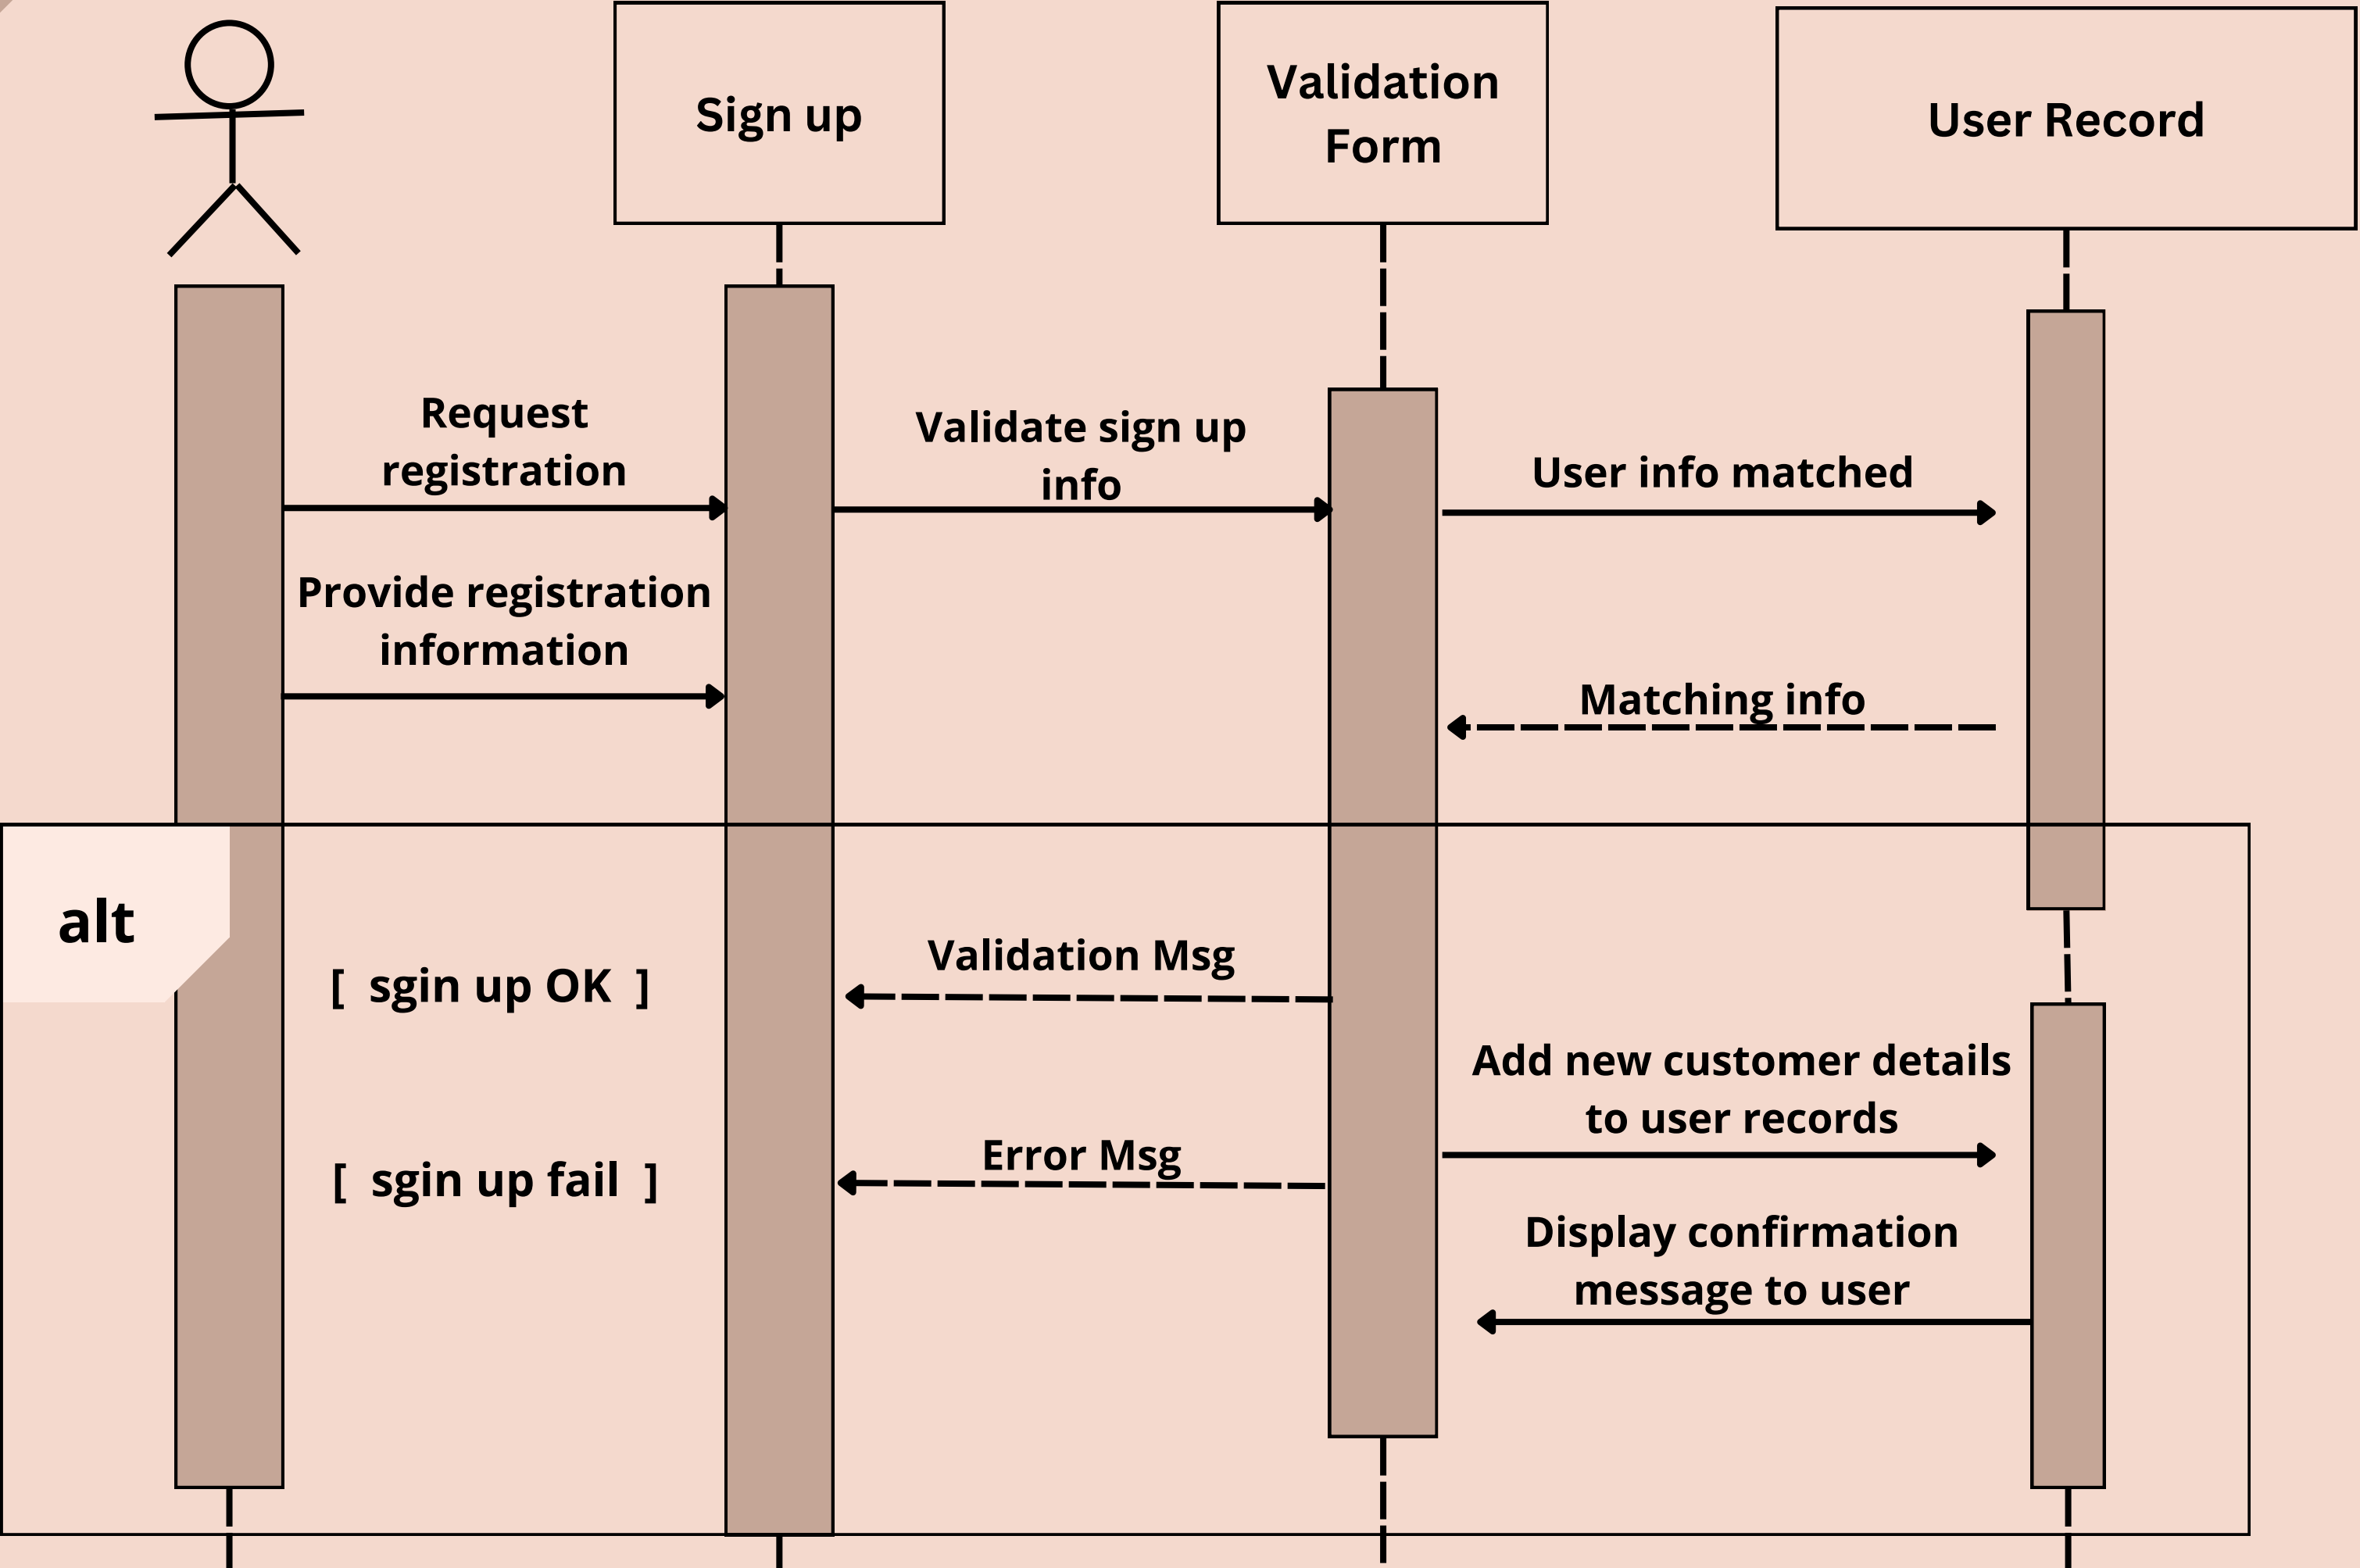 Sign up
Validation
Form
User Record
Request
registration
Validate sign up
info
User info matched
Provide registration
information
Matching info
alt
[ sgin up OK ]
Validation Msg
Add new customer details
to user records
[ sgin up fail ]
Error Msg
Display confirmation
message to user